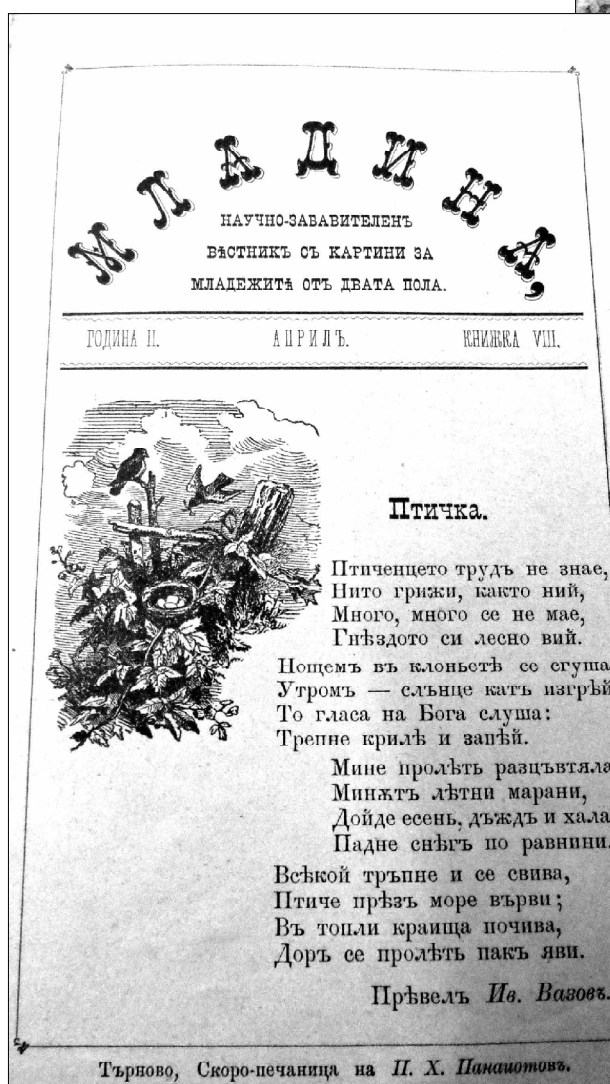 МЛАДИНА,
НАУЧНО-ЗАБАВИТЕЛЕНЪ
ВѢСТНИКЪ СЪ КАРТИНИ ЗА
МЛАДЕЖИТѢ ОТЪ ДВАТА ПОЛА.
ГОДИНА II. АПРИЛЪ. КНИЖКА VIII.
Птичка.
Птиченцето трудъ не знае,
Нито грижи, както ний,
Много, много се не мае,
Гнѣздото си лесно вий.
Нощемъ въ клоньетѣ се сгуша
Утромъ — слънце катъ изгрѣй
То гласа на Бога слуша:
Трепне крилѣ и запѣй.
Мине пролѣть разцъвтяла
Минѫтъ лѣтни марани,
Дойде есень, дъждъ и хала
Падне снѣгъ по равнини.
Всѣкой тръпне и се свива,
Птиче прѣзъ море върви;
Въ топли краища почива,
Доръ се пролѣть пакъ яви.
Прѣвелъ Ив. Вазовъ.
Търново, Скоро-печаница на П. Х. Панаиотовъ.